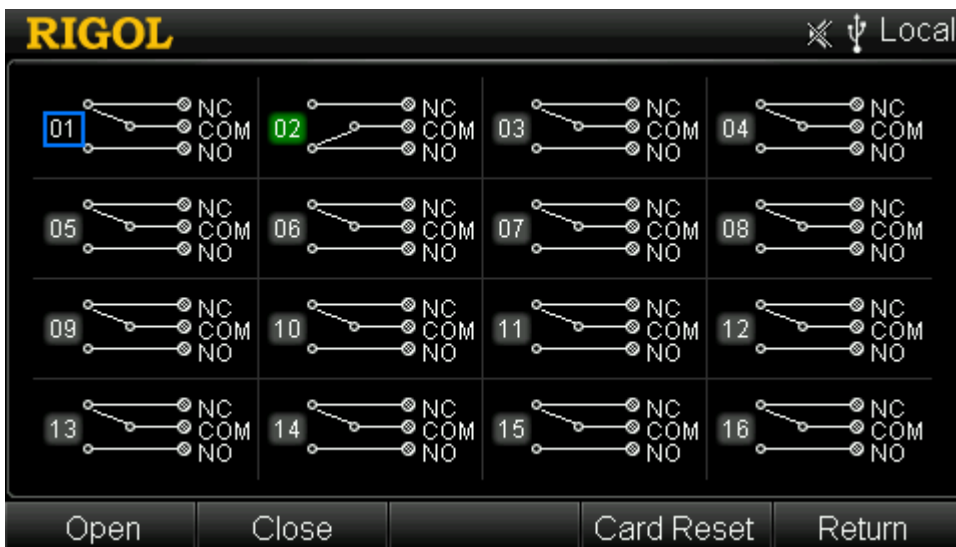 RIGOL Local
NC NC NC NC
01 COM 02 COM 03 COM 04 COM
NO NO NO NO
NC NC NC NC
05 COM 06 COM 07 COM 08 COM
NO NO NO NO
NC NC NC NC
09 COM 10 COM 11 COM 12 COM
NO NO NO NO
NC NC NC NC
13 COM 14 COM 15 COM 16 COM
NO NO NO NO
Open Close Card Reset Return